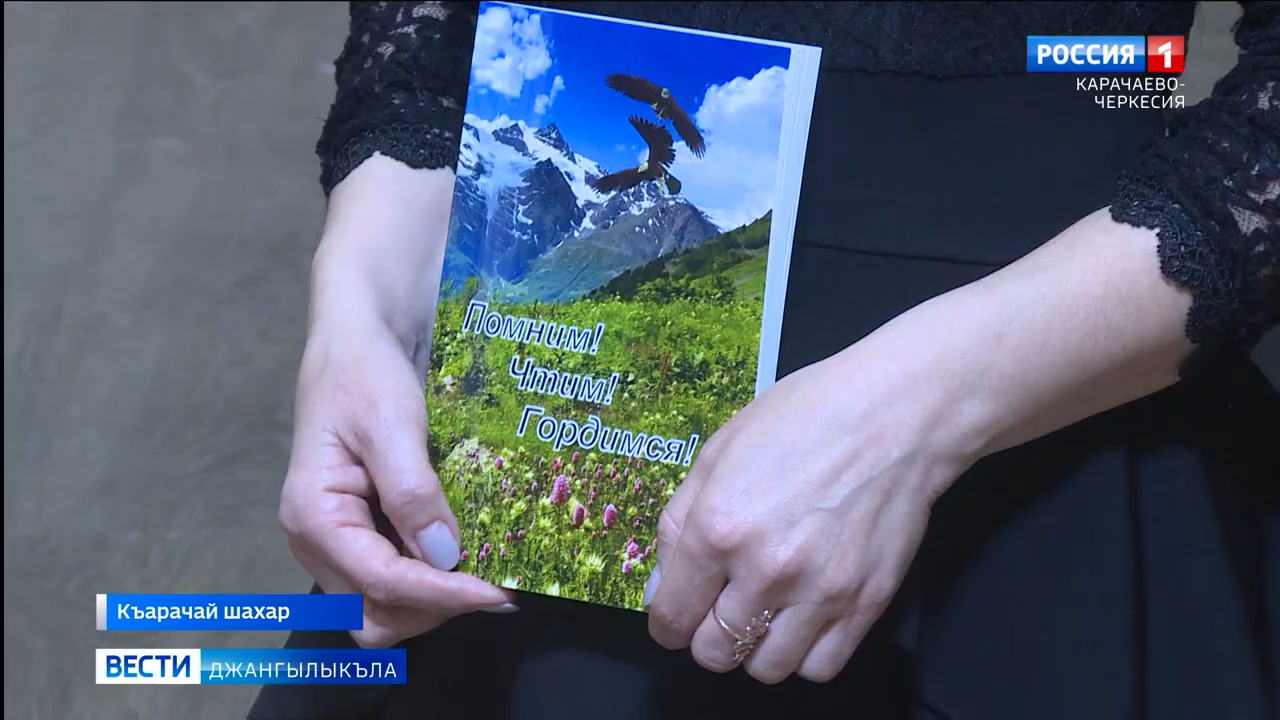 РОССИЯ 1
КАРАЧАЕВО-
ЧЕРКЕСИЯ
Помним!
Чтим!
Гордимся!
Къарачай шахар
ВЕСТИ ДЖАНГЫЛЫКЪЛА